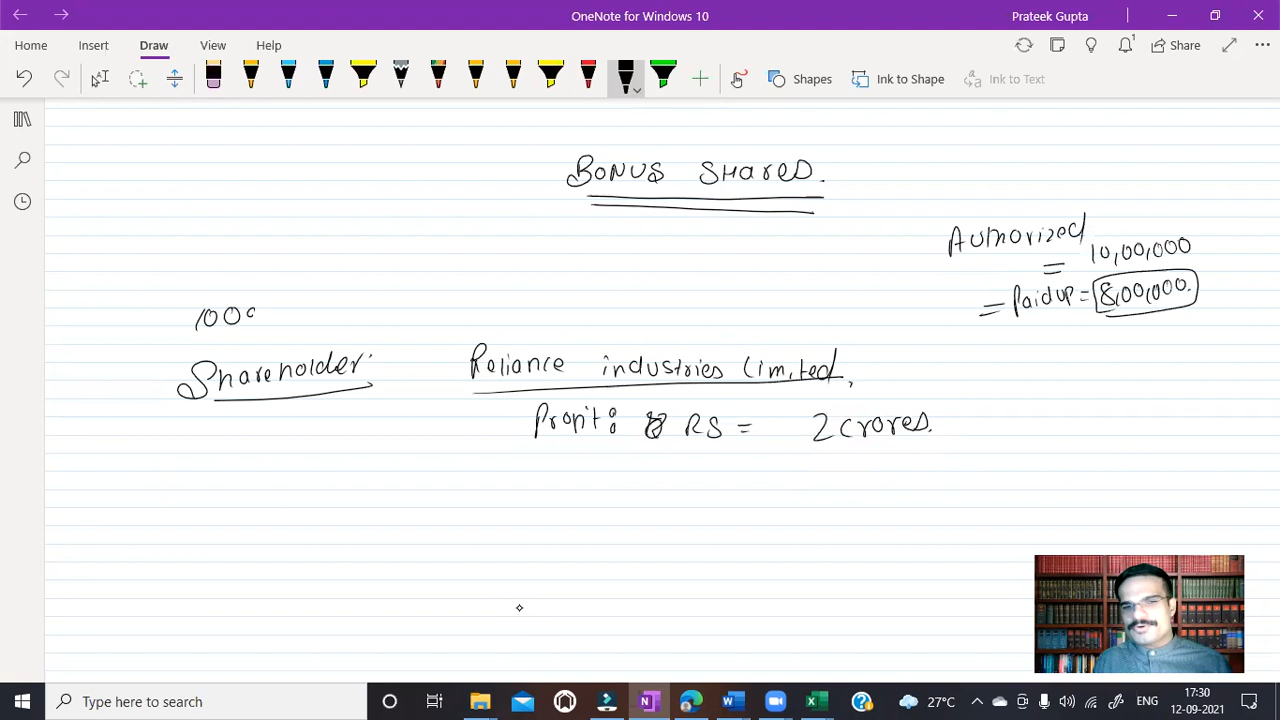 OneNote for Windows 10
Prateek Gupta
Home Insert Draw View Help
Share
Shapes Ink to Shape Ink to Text
BONUS SHAreD.
Authorized
= 10,00,000
= Paidup = 8,00,000.
1000
Shareholder
Reliance industries Limited,
Profit: RS = 2 crores.
Type here to search
27°C
ENG
17:30
12-09-2021